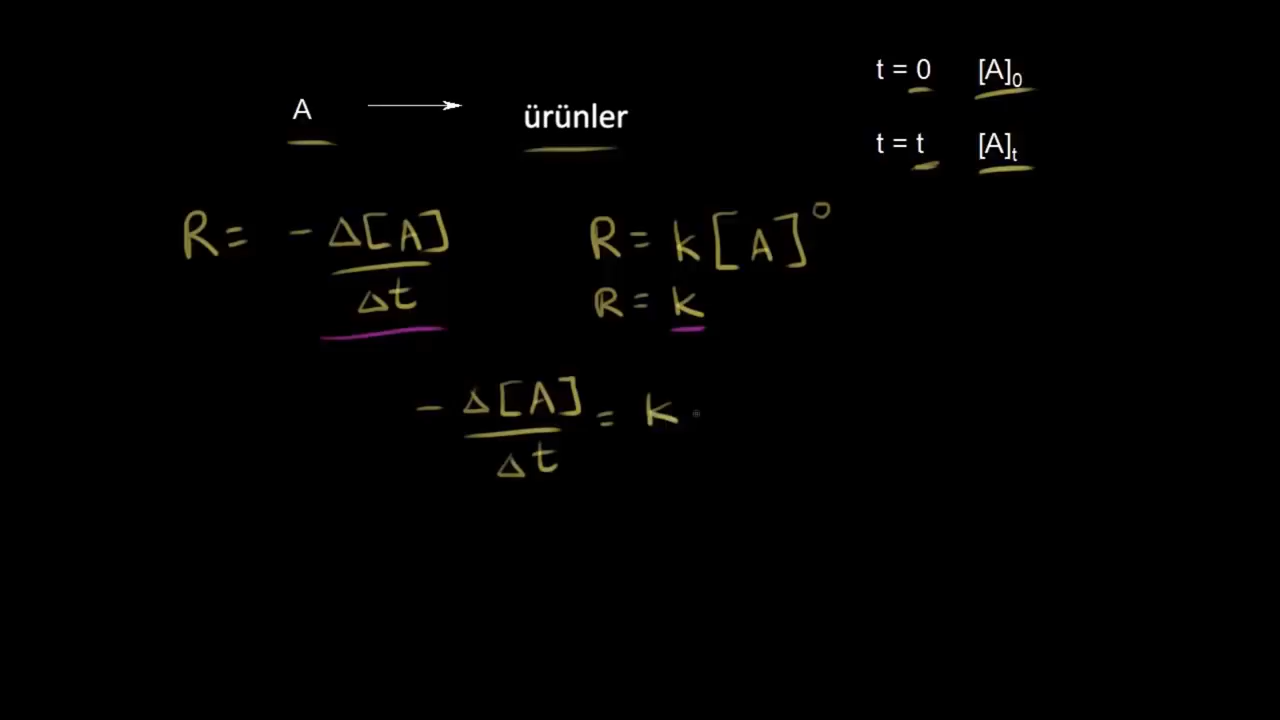 t = 0 [A]₀
A ⟶ ürünler
t = t [A]ₜ
R = -Δ[A]/Δt
R = k[A]⁰
R = k
-Δ[A]/Δt = k